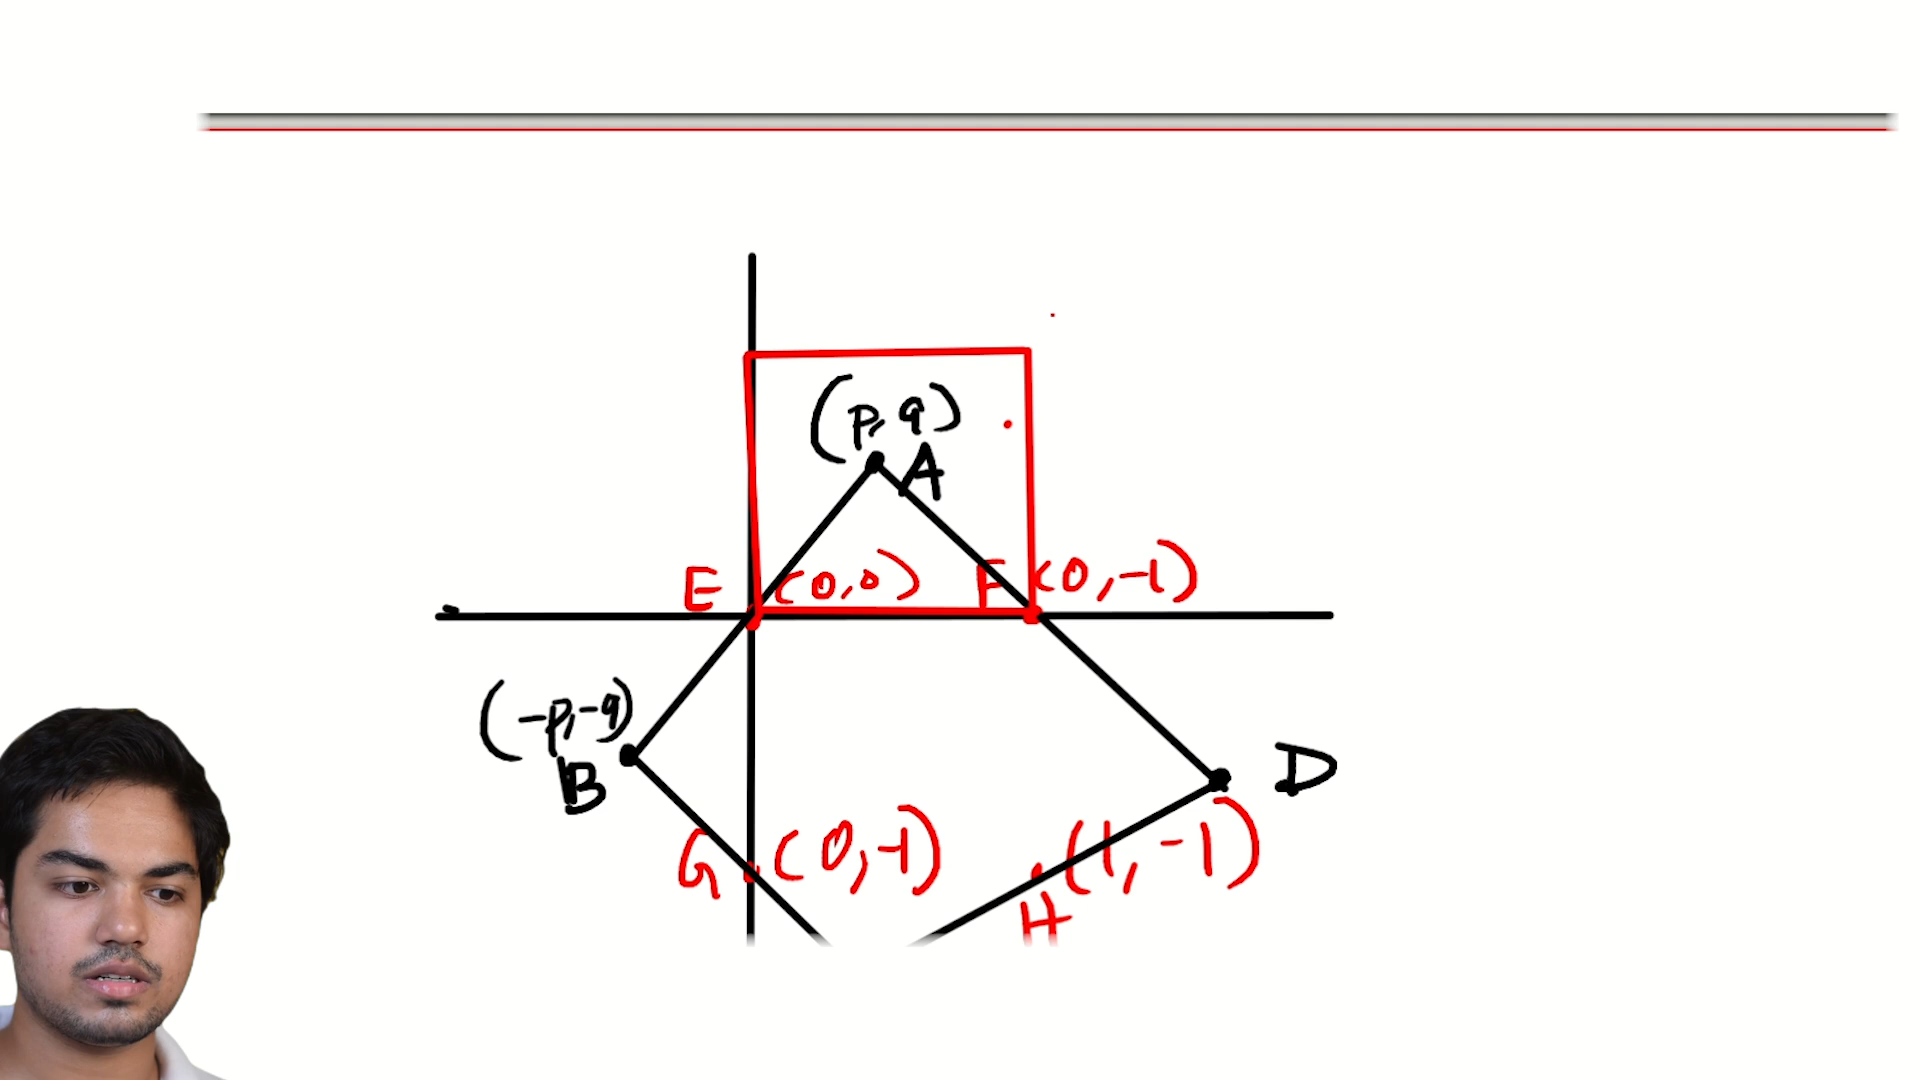 (p,q)
A
E (0,0) F (0,-1)
(-p,-q)
B
D
G (0,-1)
(1,-1)
H